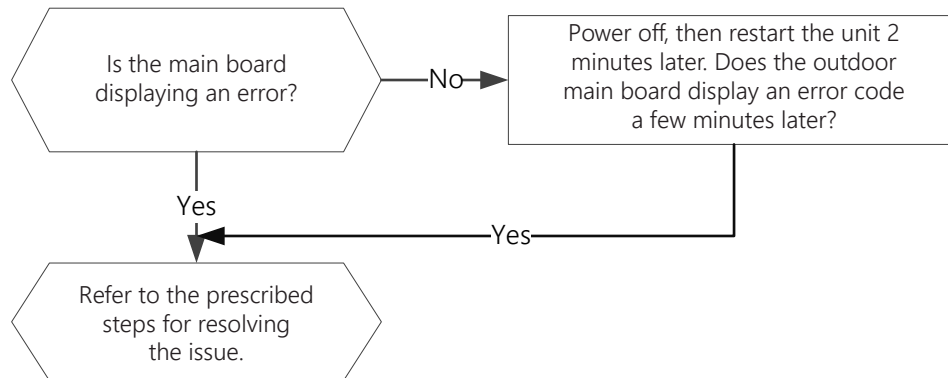 Is the main board
displaying an error?
No
Power off, then restart the unit 2
minutes later. Does the outdoor
main board display an error code
a few minutes later?
Yes
Yes
Refer to the prescribed
steps for resolving
the issue.